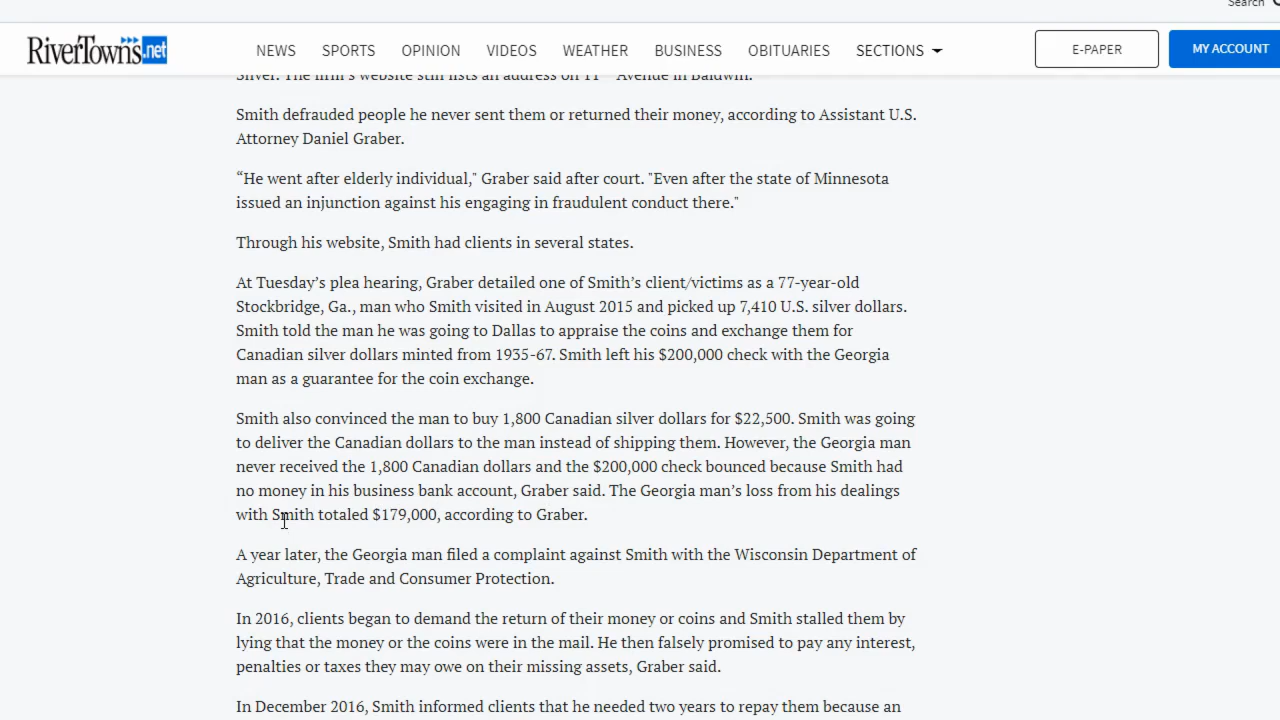 Search
RiverTowns.net
NEWS SPORTS OPINION VIDEOS WEATHER BUSINESS OBITUARIES SECTIONS E-PAPER MY ACCOUNT
Silver. The firm's website still lists an address on 11 Avenue in Baldwin.
Smith defrauded people he never sent them or returned their money, according to Assistant U.S.
Attorney Daniel Graber.
“He went after elderly individual," Graber said after court. "Even after the state of Minnesota
issued an injunction against his engaging in fraudulent conduct there."
Through his website, Smith had clients in several states.
At Tuesday’s plea hearing, Graber detailed one of Smith’s client/victims as a 77-year-old
Stockbridge, Ga., man who Smith visited in August 2015 and picked up 7,410 U.S. silver dollars.
Smith told the man he was going to Dallas to appraise the coins and exchange them for
Canadian silver dollars minted from 1935-67. Smith left his $200,000 check with the Georgia
man as a guarantee for the coin exchange.
Smith also convinced the man to buy 1,800 Canadian silver dollars for $22,500. Smith was going
to deliver the Canadian dollars to the man instead of shipping them. However, the Georgia man
never received the 1,800 Canadian dollars and the $200,000 check bounced because Smith had
no money in his business bank account, Graber said. The Georgia man’s loss from his dealings
with Smith totaled $179,000, according to Graber.
A year later, the Georgia man filed a complaint against Smith with the Wisconsin Department of
Agriculture, Trade and Consumer Protection.
In 2016, clients began to demand the return of their money or coins and Smith stalled them by
lying that the money or the coins were in the mail. He then falsely promised to pay any interest,
penalties or taxes they may owe on their missing assets, Graber said.
In December 2016, Smith informed clients that he needed two years to repay them because an